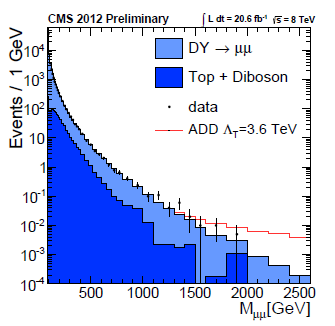 CMS 2012 Preliminary ∫ L dt = 20.6 fb⁻¹ √s = 8 TeV
Events / 1 GeV
DY → μμ
Top + Diboson
data
ADD Λ_T=3.6 TeV
10⁴
10³
10²
10
1
10⁻¹
10⁻²
10⁻³
10⁻⁴
500 1000 1500 2000 2500
M_μμ[GeV]